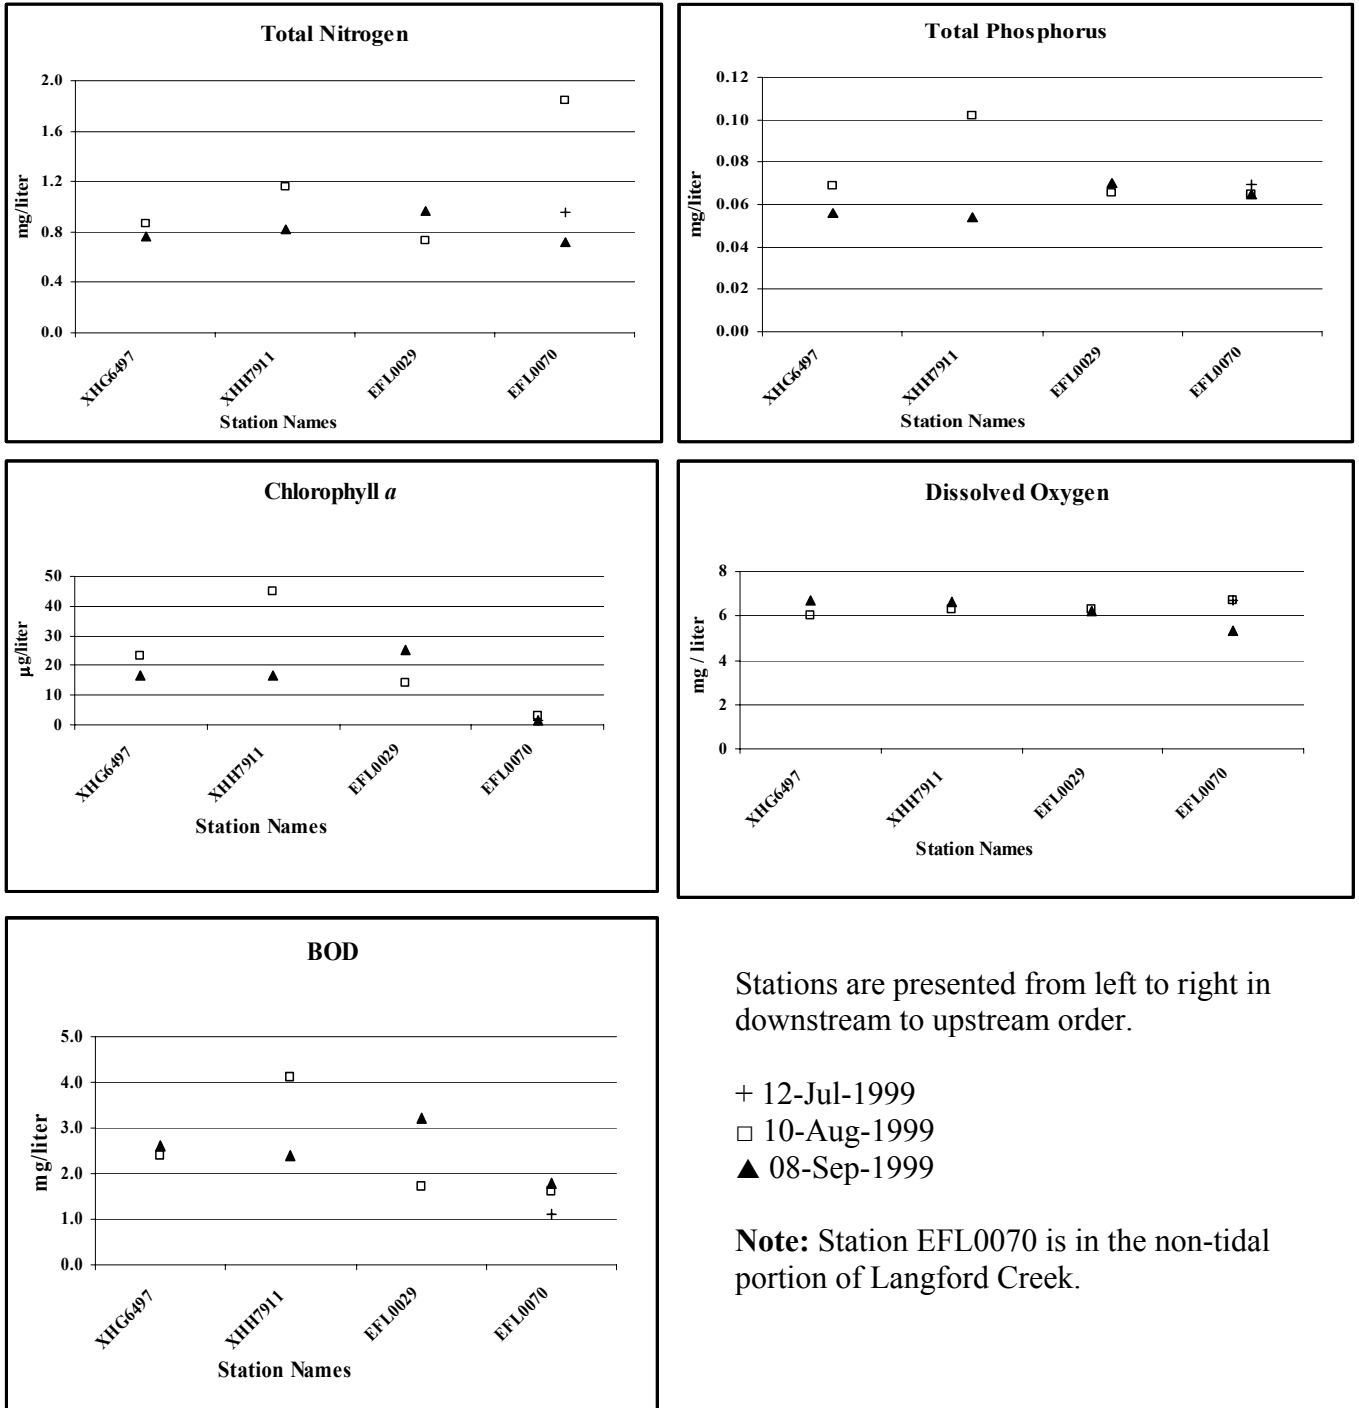 Total Nitrogen
2.0
1.6
1.2
0.8
0.4
0.0
mg/liter
XHG6497
XHH7911
EFL0029
EFL0070
Station Names
Total Phosphorus
0.12
0.10
0.08
0.06
0.04
0.02
0.00
mg/liter
XHG6497
XHH7911
EFL0029
EFL0070
Station Names
Chlorophyll a
50
40
30
20
10
0
µg/liter
XHG6497
XHH7911
EFL0029
EFL0070
Station Names
Dissolved Oxygen
8
6
4
2
0
mg / liter
XHG6497
XHH7911
EFL0029
EFL0070
Station Names
BOD
5.0
4.0
3.0
2.0
1.0
0.0
mg/liter
XHG6497
XHH7911
EFL0029
EFL0070
Station Names
Stations are presented from left to right in
downstream to upstream order.
+ 12-Jul-1999
□ 10-Aug-1999
▲ 08-Sep-1999
Note: Station EFL0070 is in the non-tidal
portion of Langford Creek.